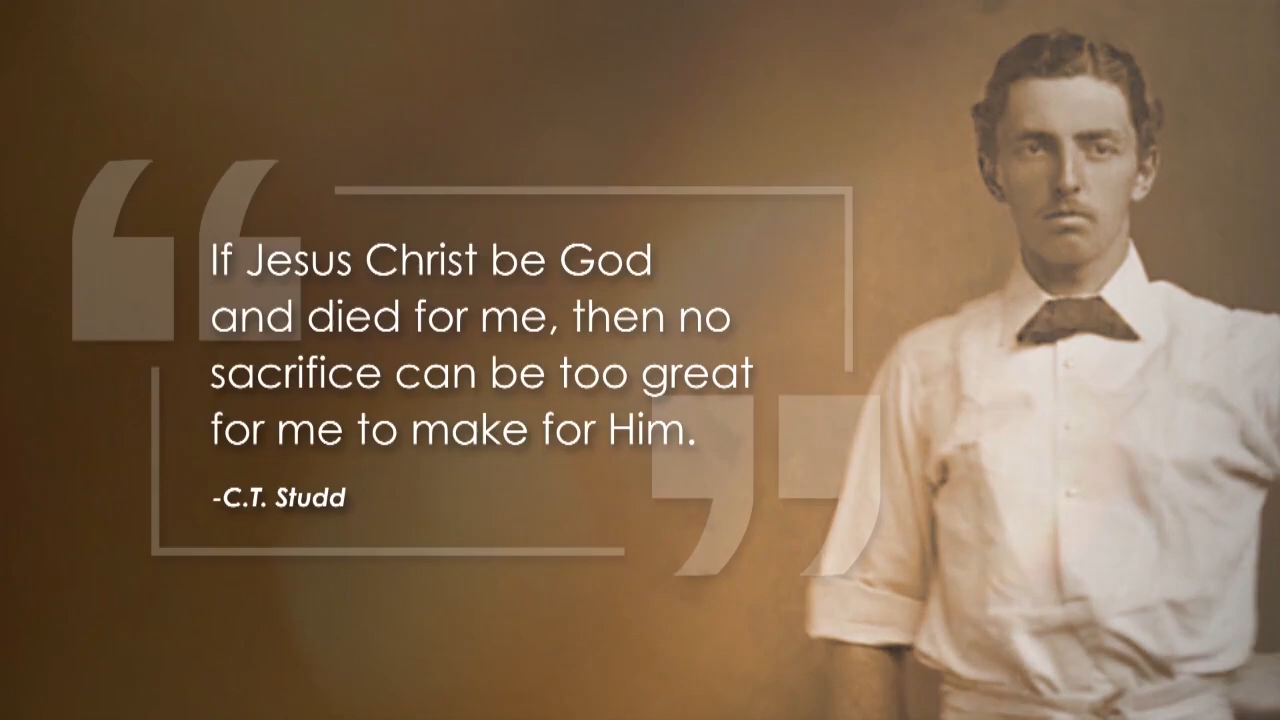 If Jesus Christ be God
and died for me, then no
sacrifice can be too great
for me to make for Him.
-C.T. Studd